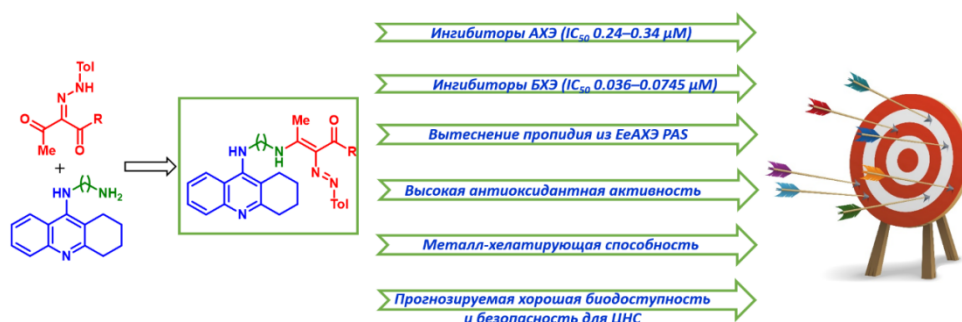 Ингибиторы АХЭ (IC50 0.24–0.34 μM)
Ингибиторы БХЭ (IC50 0.036–0.0745 μM)
Вытеснение пропидия из EeАХЭ PAS
Высокая антиоксидантная активность
Металл-хелатирующая способность
Прогнозируемая хорошая биодоступность
и безопасность для ЦНС
Tol
NH
N
O
R
Me
O
+
( )
NH2
HN
N
Me
O
( )
HN
N
H
R
N
N
Tol
N